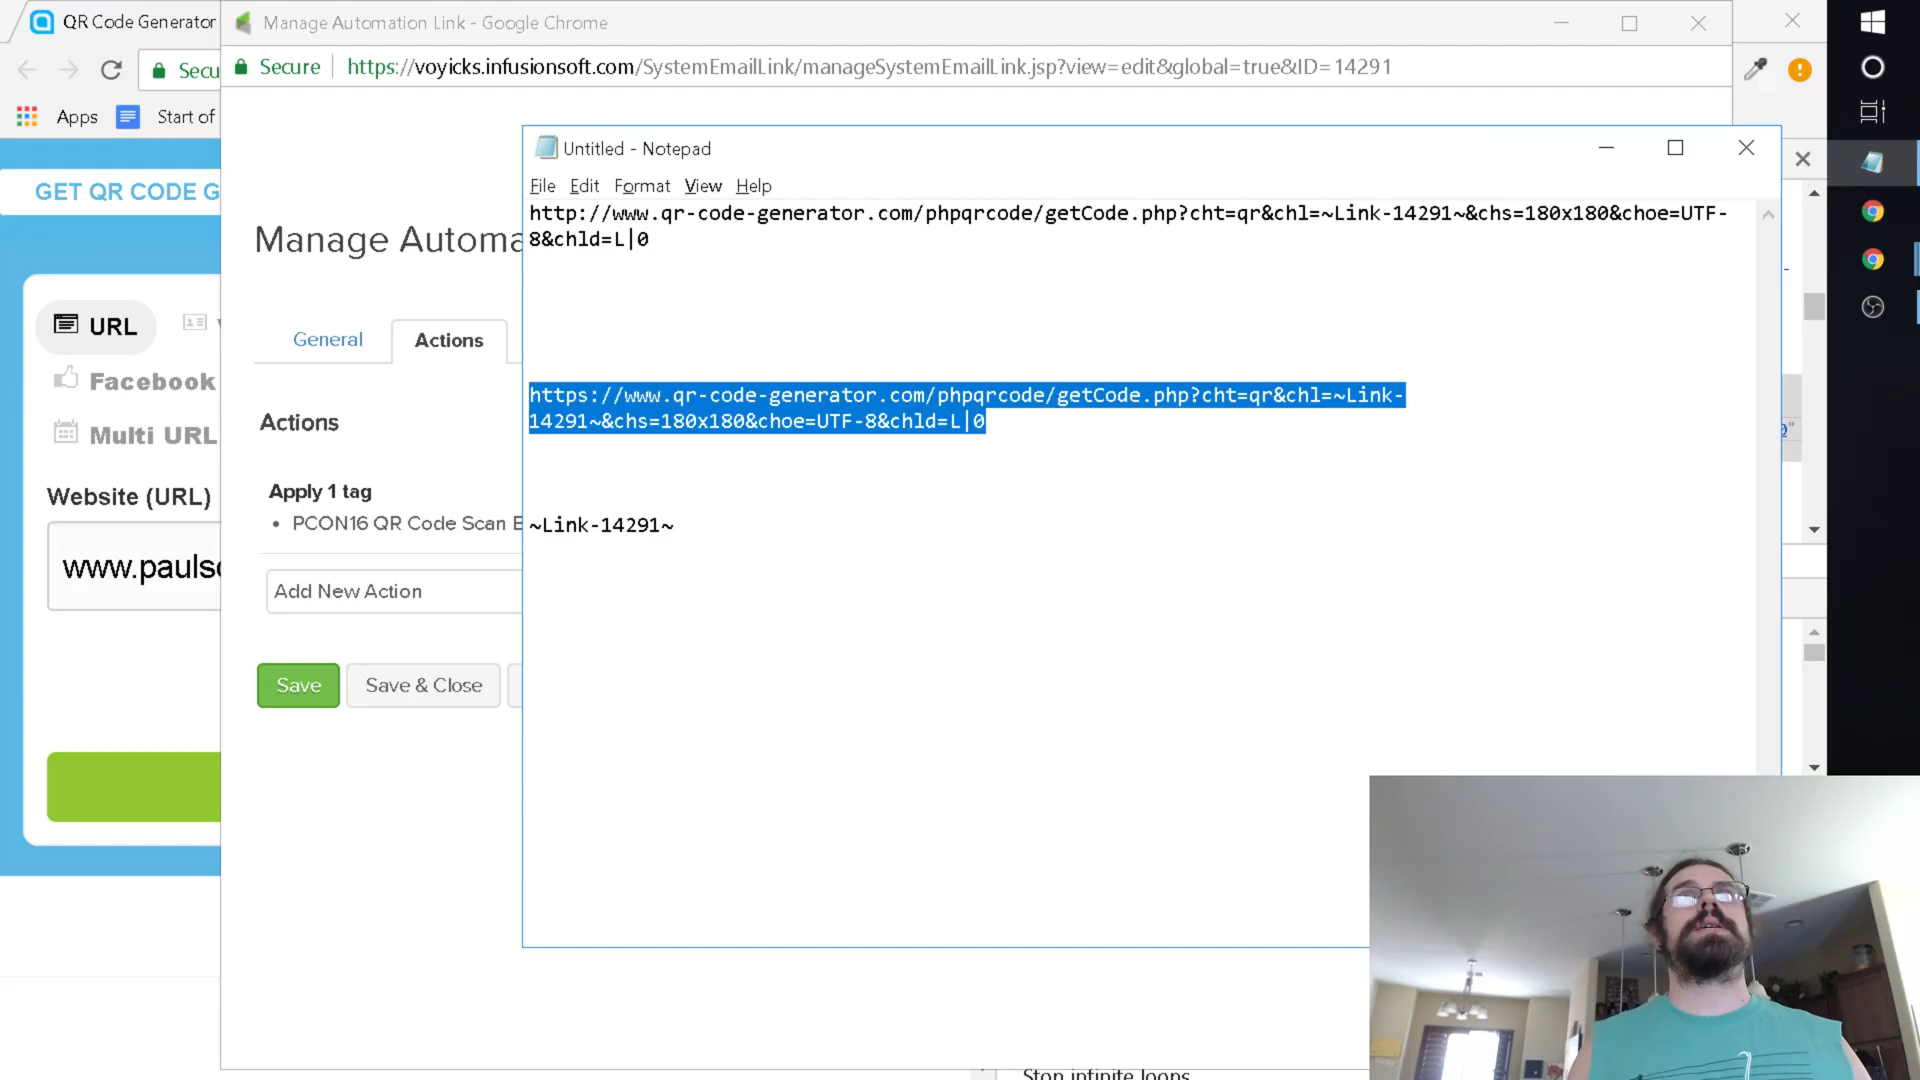 QR Code Generator
Manage Automation Link - Google Chrome
Secu
Secure
https://voyicks.infusionsoft.com/SystemEmailLink/manageSystemEmailLink.jsp?view=edit&global=true&ID=14291
Apps
Start of
Untitled - Notepad
File Edit Format View Help
GET QR CODE G
http://www.qr-code-generator.com/phpqrcode/getCode.php?cht=qr&chl=~Link-14291~&chs=180x180&choe=UTF-
8&chld=L|0
Manage Automa
URL
General
Actions
Facebook
https://www.qr-code-generator.com/phpqrcode/getCode.php?cht=qr&chl=~Link-
14291~&chs=180x180&choe=UTF-8&chld=L|0
Multi URL
Actions
Website (URL)
Apply 1 tag
• PCON16 QR Code Scan E
~Link-14291~
www.paulso
Add New Action
Save
Save & Close
Stop infinite loops